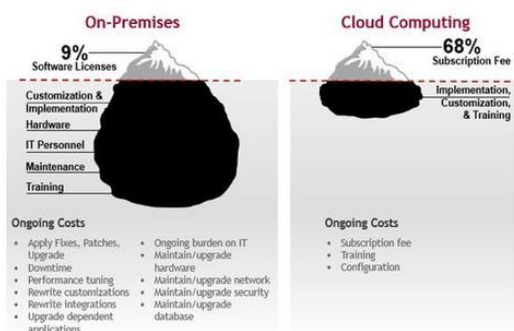 On-Premises
9%
Software Licenses
Customization &
Implementation
Hardware
IT Personnel
Maintenance
Training
Ongoing Costs
• Apply Fixes, Patches,
Upgrade
• Downtime
• Performance tuning
• Rewrite customizations
• Rewrite integrations
• Upgrade dependent
applications
• Ongoing burden on IT
• Maintain/upgrade
hardware
• Maintain/upgrade network
• Maintain/upgrade security
• Maintain/upgrade
database
Cloud Computing
68%
Subscription Fee
Implementation,
Customization,
& Training
Ongoing Costs
• Subscription fee
• Training
• Configuration